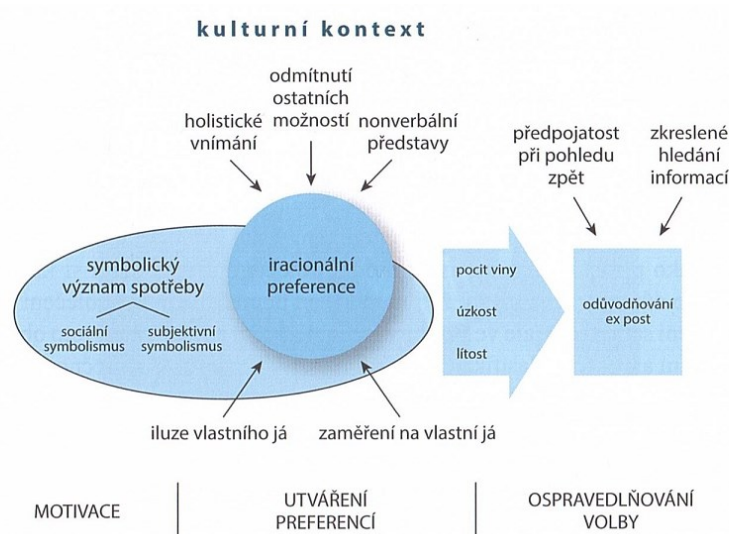 kulturní kontext
odmítnutí
ostatních
možností
holistické
vnímání
nonverbální
představy
předpojatost
při pohledu
zpět
zkreslené
hledání
informací
symbolický
význam spotřeby
sociální
symbolismus
subjektivní
symbolismus
iracionální
preference
pocit viny
úzkost
lítost
odůvodňování
ex post
iluze vlastního já
zaměření na vlastní já
MOTIVACE
UTVÁŘENÍ
PREFERENCÍ
OSPRAVEDLŇOVÁNÍ
VOLBY